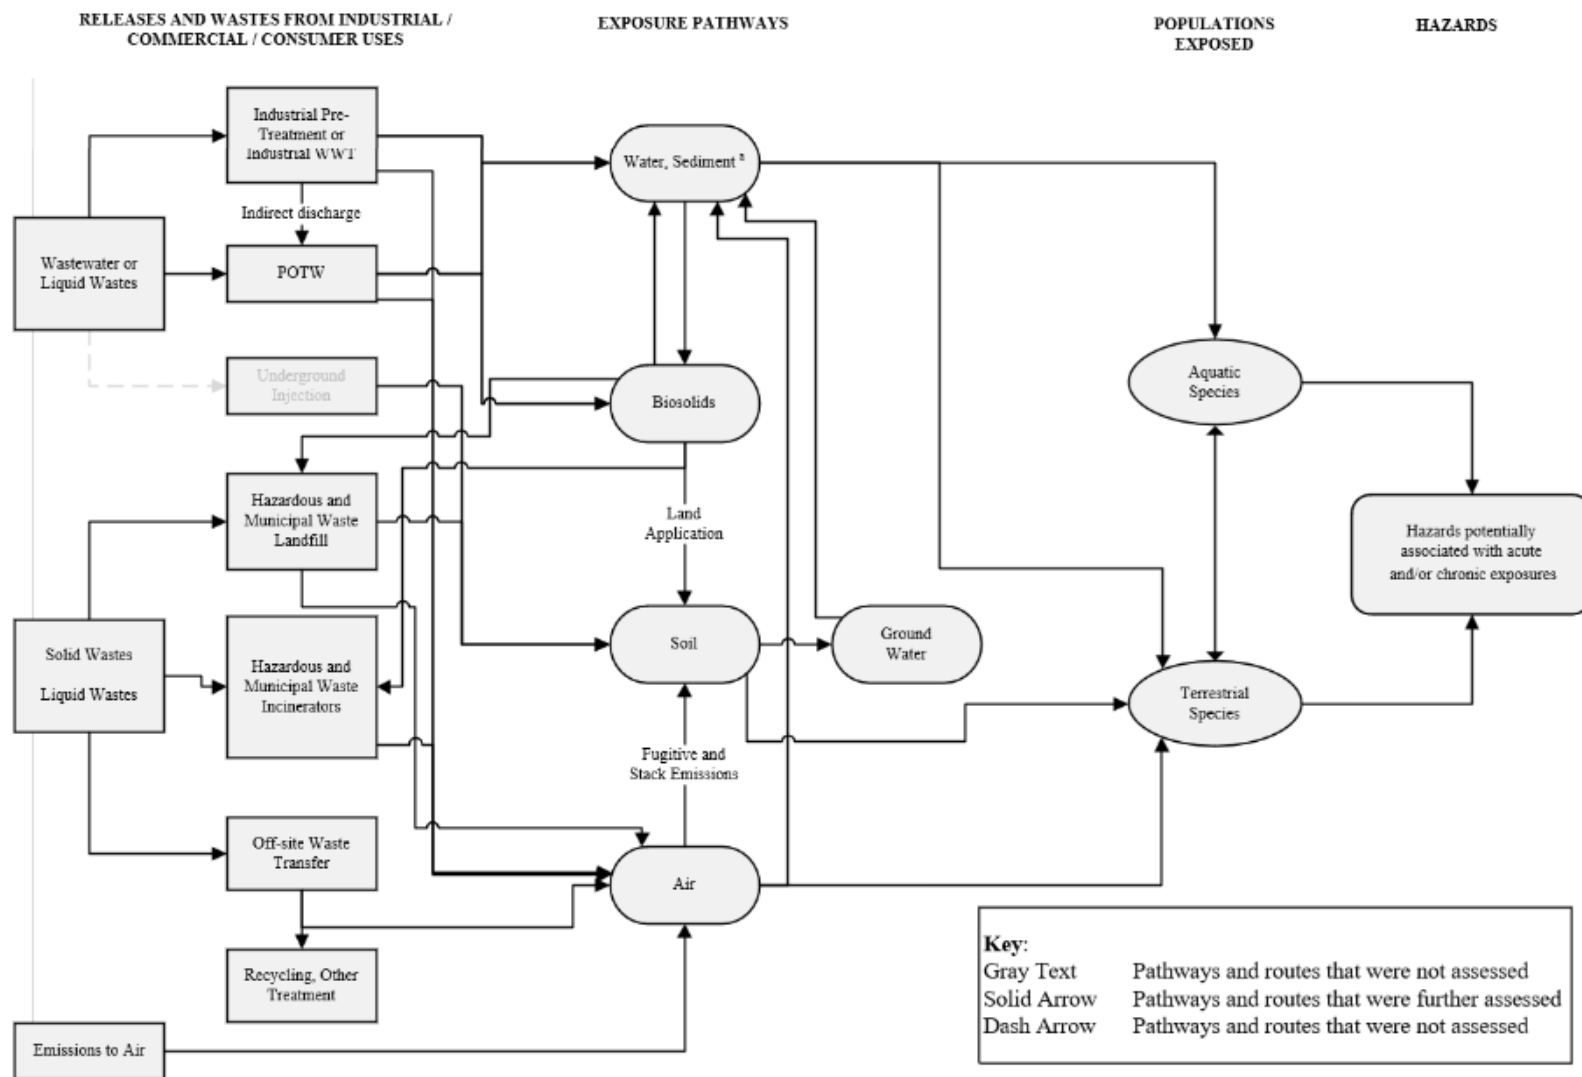 RELEASES AND WASTES FROM INDUSTRIAL /
COMMERCIAL / CONSUMER USES
EXPOSURE PATHWAYS
POPULATIONS
EXPOSED
HAZARDS
Industrial Pre-
Treatment or
Industrial WWT
Indirect discharge
POTW
Wastewater or
Liquid Wastes
Underground
Injection
Hazardous and
Municipal Waste
Landfill
Solid Wastes
Liquid Wastes
Hazardous and
Municipal Waste
Incinerators
Off-site Waste
Transfer
Recycling, Other
Treatment
Emissions to Air
Water, Sediment a
Biosolids
Land
Application
Soil
Ground
Water
Fugitive and
Stack Emissions
Air
Aquatic
Species
Terrestrial
Species
Hazards potentially
associated with acute
and/or chronic exposures
Key:
Gray Text Pathways and routes that were not assessed
Solid Arrow Pathways and routes that were further assessed
Dash Arrow Pathways and routes that were not assessed